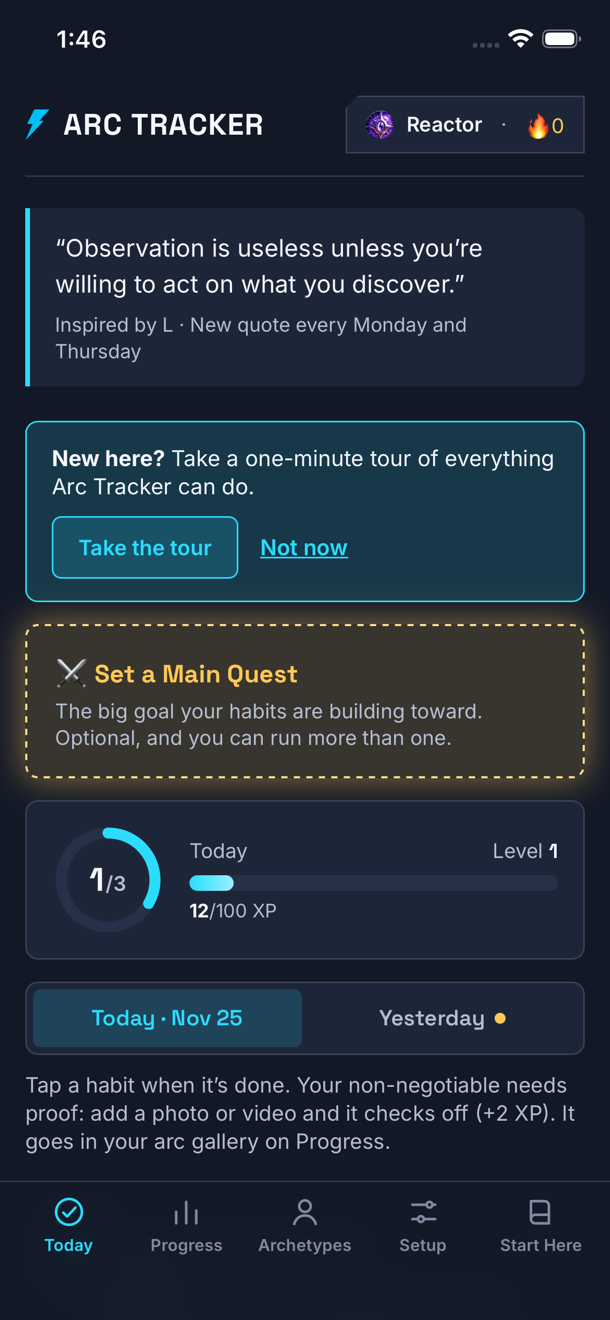 1:46
ARC TRACKER
Reactor · 🔥0
“Observation is useless unless you’re
willing to act on what you discover.”
Inspired by L · New quote every Monday and
Thursday
New here? Take a one-minute tour of everything
Arc Tracker can do.
Take the tour
Not now
⚔️ Set a Main Quest
The big goal your habits are building toward.
Optional, and you can run more than one.
1/3
Today
Level 1
12/100 XP
Today · Nov 25
Yesterday
Tap a habit when it’s done. Your non-negotiable needs
proof: add a photo or video and it checks off (+2 XP). It
goes in your arc gallery on Progress.
Today
Progress
Archetypes
Setup
Start Here